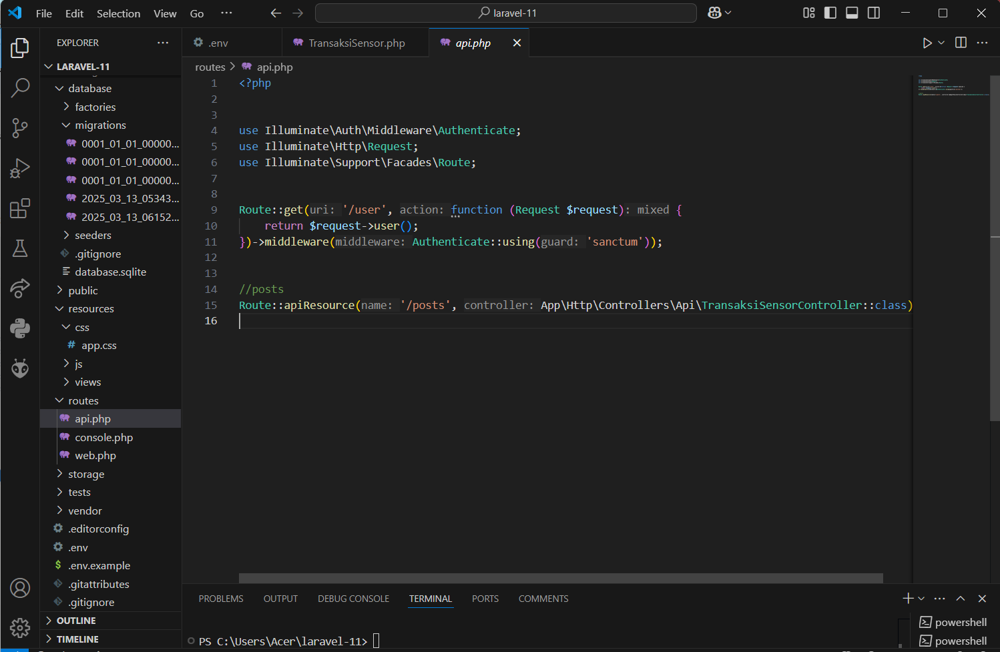 File Edit Selection View Go ··· laravel-11
EXPLORER ···
LARAVEL-11
database
factories
migrations
0001_01_01_00000...
0001_01_01_00000...
0001_01_01_00000...
2025_03_13_05343...
2025_03_13_06152...
seeders
.gitignore
database.sqlite
public
resources
css
# app.css
js
views
routes
api.php
console.php
web.php
storage
tests
vendor
.editorconfig
.env
$ .env.example
.gitattributes
.gitignore
OUTLINE
TIMELINE
.env TransaksiSensor.php api.php
routes > api.php
1 <?php
2
3
4 use Illuminate\Auth\Middleware\Authenticate;
5 use Illuminate\Http\Request;
6 use Illuminate\Support\Facades\Route;
7
8
9 Route::get(uri: '/user', action: function (Request $request): mixed {
10 return $request->user();
11 })->middleware(middleware: Authenticate::using(guard: 'sanctum'));
12
13
14 //posts
15 Route::apiResource(name: '/posts', controller: App\Http\Controllers\Api\TransaksiSensorController::class)
16
PROBLEMS OUTPUT DEBUG CONSOLE TERMINAL PORTS COMMENTS
PS C:\Users\Acer\laravel-11>
powershell
powershell